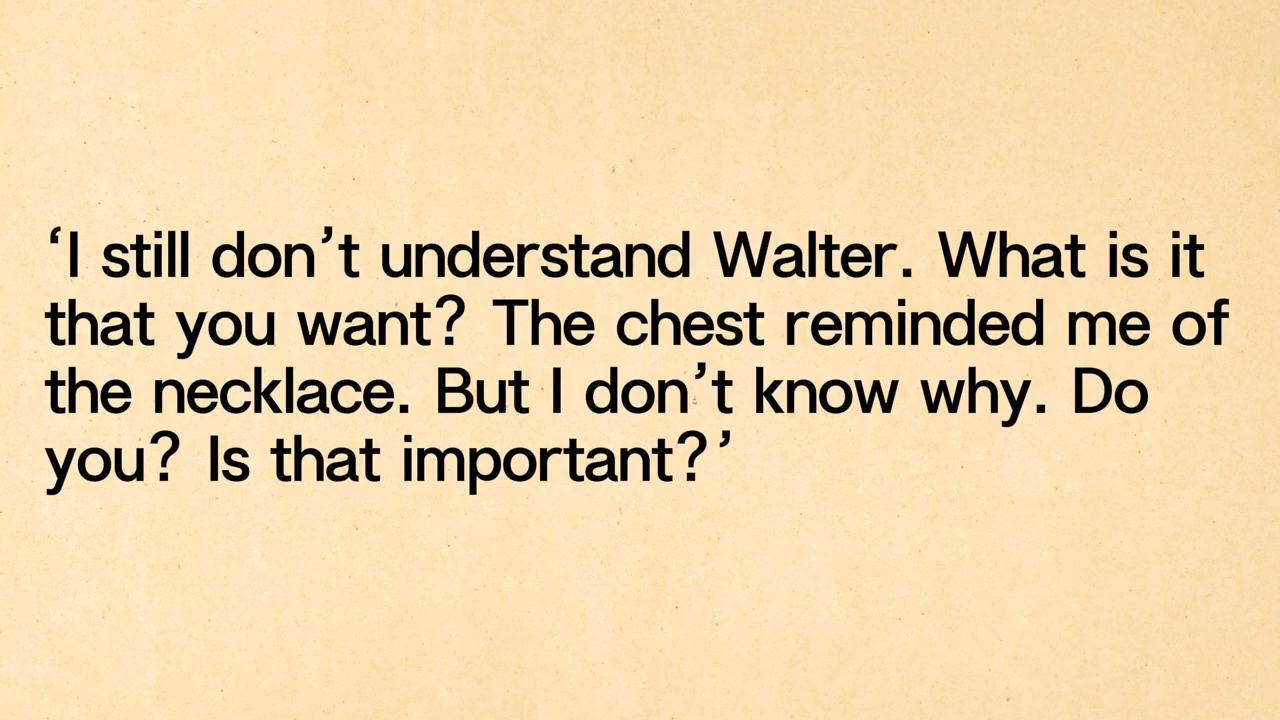 ‘I still don’t understand Walter. What is it
that you want? The chest reminded me of
the necklace. But I don’t know why. Do
you? Is that important?’